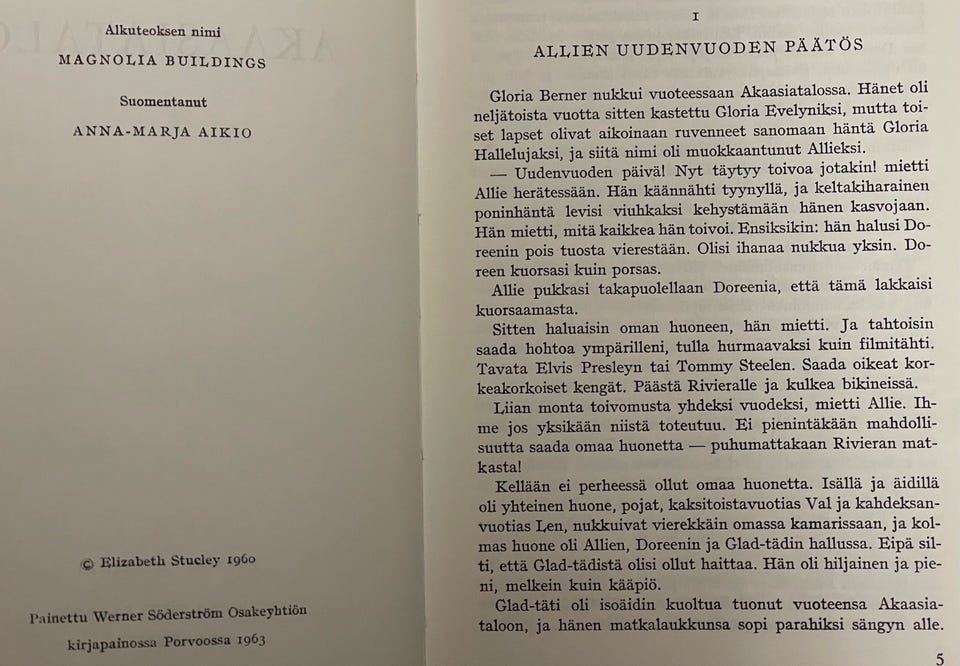 Alkuteoksen nimi
MAGNOLIA BUILDINGS
Suomentanut
ANNA-MARJA AIKIO
© Elizabeth Stucley 1960
Painettu Werner Söderström Osakeyhtiön
kirjapainossa Porvoossa 1963
I
ALLIEN UUDENVUODEN PÄÄTÖS
Gloria Berner nukkui vuoteessaan Akaasiatalossa. Hänet oli
neljätoista vuotta sitten kastettu Gloria Evelyniksi, mutta toi-
set lapset olivat aikoinaan ruvenneet sanomaan häntä Gloria
Hallelujaksi, ja siitä nimi oli muokkaantunut Allieksi.
— Uudenvuoden päivä! Nyt täytyy toivoa jotakin! mietti
Allie herätessään. Hän käännähti tyynyllä, ja keltakiharainen
poninhäntä levisi viuhkaksi kehystämään hänen kasvojaan.
Hän mietti, mitä kaikkea hän toivoi. Ensiksikin: hän halusi Do-
reenin pois tuosta vierestään. Olisi ihanaa nukkua yksin. Do-
reen kuorsasi kuin porsas.
Allie pukkasi takapuolellaan Doreenia, että tämä lakkaisi
kuorsaamasta.
Sitten haluaisin oman huoneen, hän mietti. Ja tahtoisin
saada hohtoa ympärilleni, tulla hurmaavaksi kuin filmitähti.
Tavata Elvis Presleyn tai Tommy Steelen. Saada oikeat kor-
keakorkoiset kengät. Päästä Rivieralle ja kulkea bikineissä.
Liian monta toivomusta yhdeksi vuodeksi, mietti Allie. Ih-
me jos yksikään niistä toteutuu. Ei pienintäkään mahdolli-
suutta saada omaa huonetta — puhumattakaan Rivieran mat-
kasta!
Kellään ei perheessä ollut omaa huonetta. Isällä ja äidillä
oli yhteinen huone, pojat, kaksitoistavuotias Val ja kahdeksan-
vuotias Len, nukkuivat vierekkäin omassa kamarissaan, ja kol-
mas huone oli Allien, Doreenin ja Glad-tädin hallussa. Eipä sil-
ti, että Glad-tädistä olisi ollut haittaa. Hän oli hiljainen ja pie-
ni, melkein kuin kääpiö.
Glad-täti oli isoäidin kuoltua tuonut vuoteensa Akaasia-
taloon, ja hänen matkalaukkunsa sopi parahiksi sängyn alle.
5